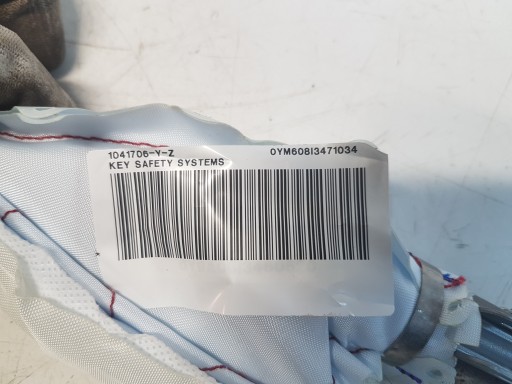 1041706-Y-Z 0YM608I3471034
KEY SAFETY SYSTEMS